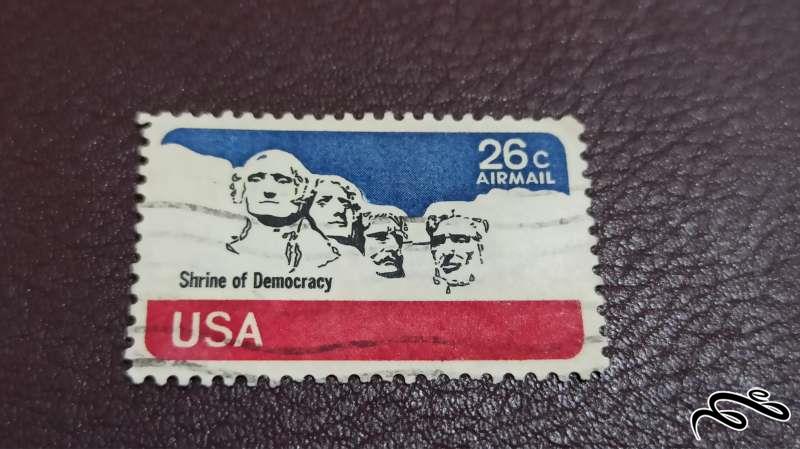 26c
AIRMAIL
Shrine of Democracy
USA